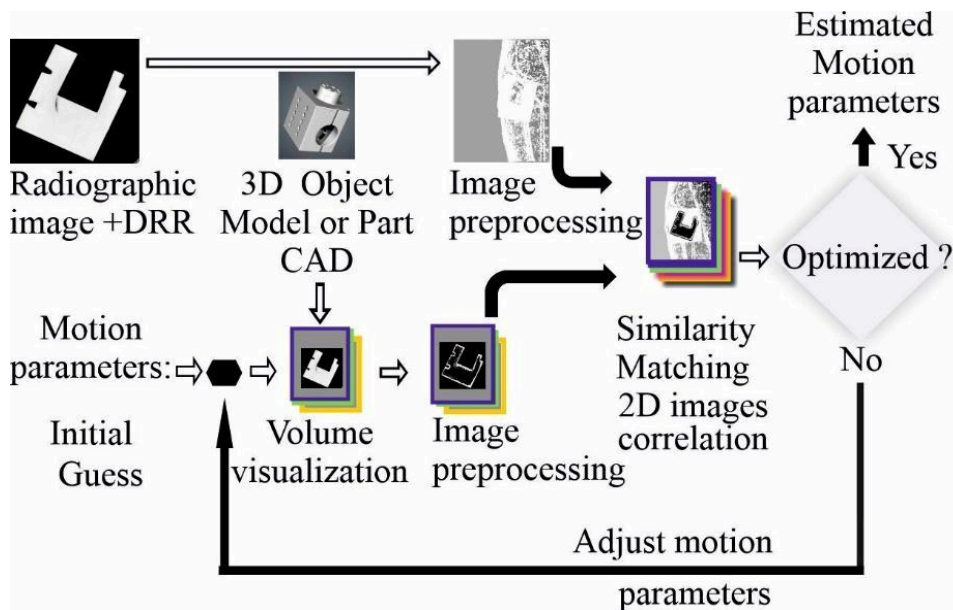 Radiographic
image +DRR
3D Object
Model or Part
CAD
Image
preprocessing
Estimated
Motion
parameters
Yes
Optimized ?
No
Motion
parameters:
Initial
Guess
Volume
visualization
Image
preprocessing
Similarity
Matching
2D images
correlation
Adjust motion
parameters